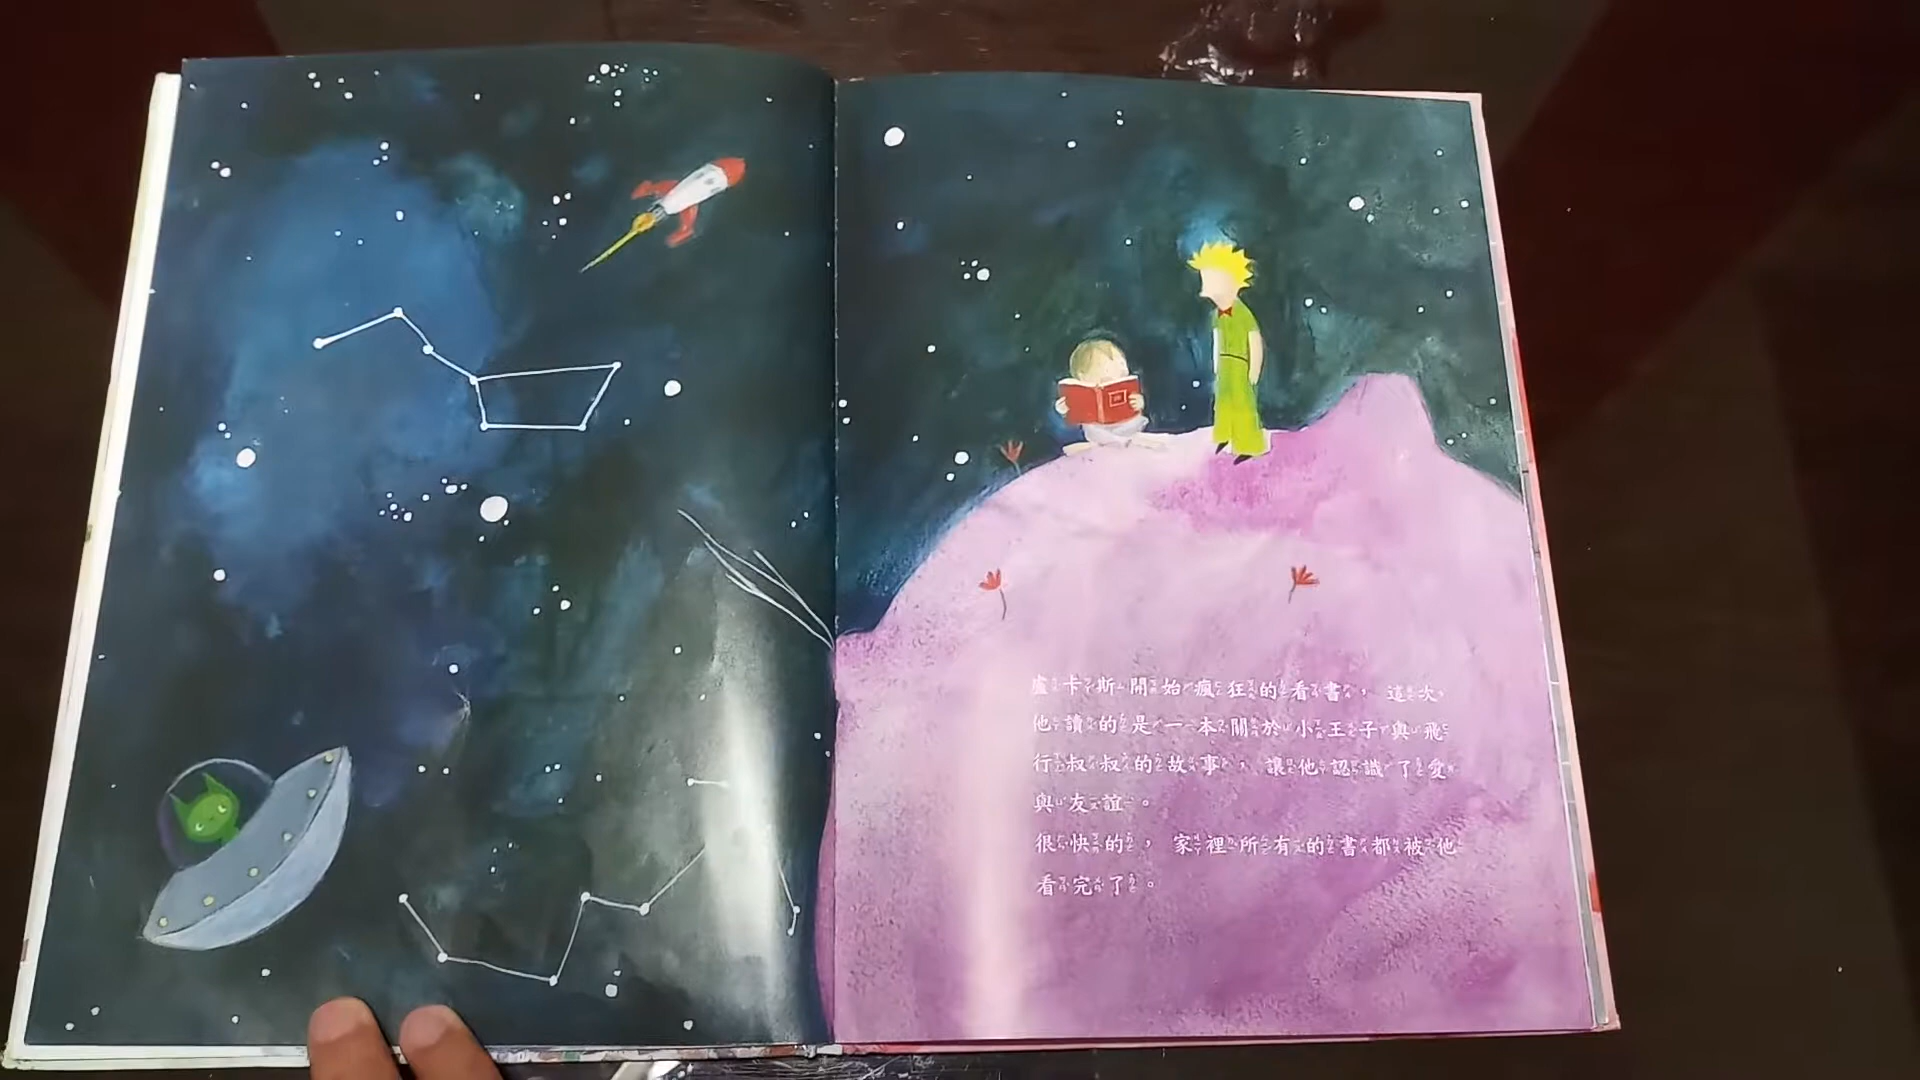 盧卡斯開始瘋狂的看書，這次，
他讀的是一本關於小王子與飛
行叔叔的故事，讓他認識了愛
與友誼。
很快的，家裡所有的書都被他
看完了。